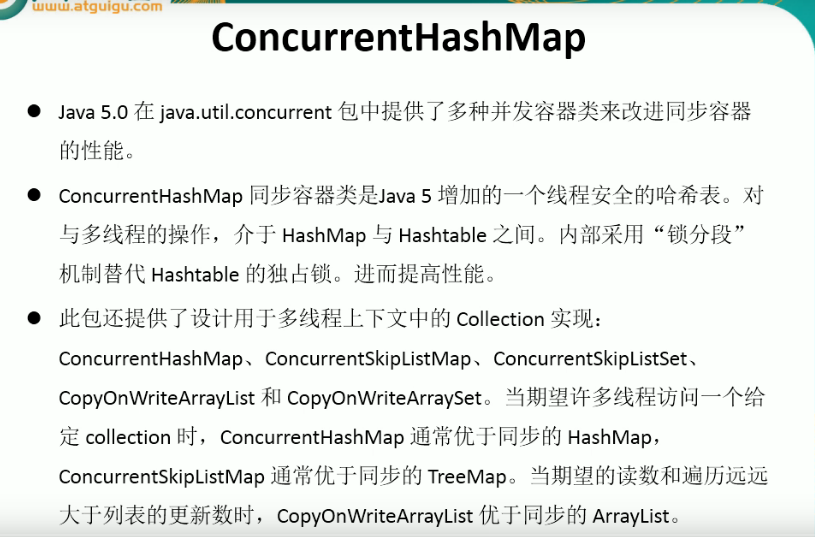 www.atguigu.com
ConcurrentHashMap
● Java 5.0 在 java.util.concurrent 包中提供了多种并发容器类来改进同步容器
的性能。
● ConcurrentHashMap 同步容器类是Java 5 增加的一个线程安全的哈希表。对
与多线程的操作，介于 HashMap 与 Hashtable 之间。内部采用“锁分段”
机制替代 Hashtable 的独占锁。进而提高性能。
● 此包还提供了设计用于多线程上下文中的 Collection 实现：
ConcurrentHashMap、ConcurrentSkipListMap、ConcurrentSkipListSet、
CopyOnWriteArrayList 和 CopyOnWriteArraySet。当期望许多线程访问一个给
定 collection 时，ConcurrentHashMap 通常优于同步的 HashMap，
ConcurrentSkipListMap 通常优于同步的 TreeMap。当期望的读数和遍历远远
大于列表的更新数时，CopyOnWriteArrayList 优于同步的 ArrayList。